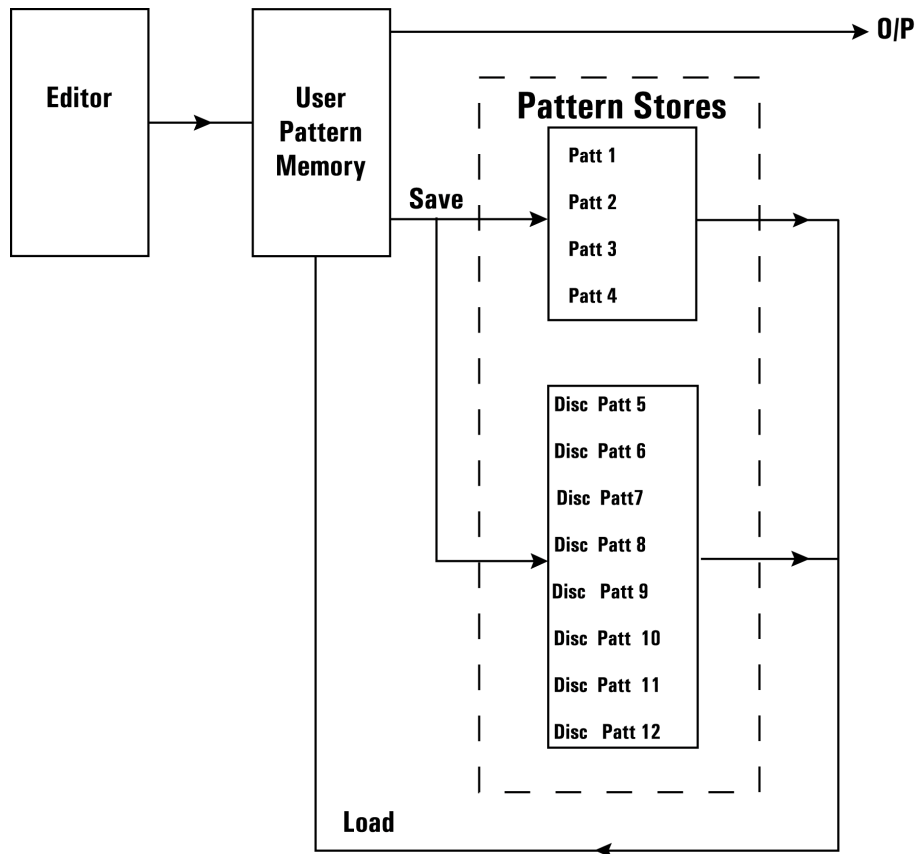 O/P
Editor
User
Pattern
Memory
Pattern Stores
Patt 1
Save
Patt 2
Patt 3
Patt 4
Disc Patt 5
Disc Patt 6
Disc Patt7
Disc Patt 8
Disc Patt 9
Disc Patt 10
Disc Patt 11
Disc Patt 12
Load